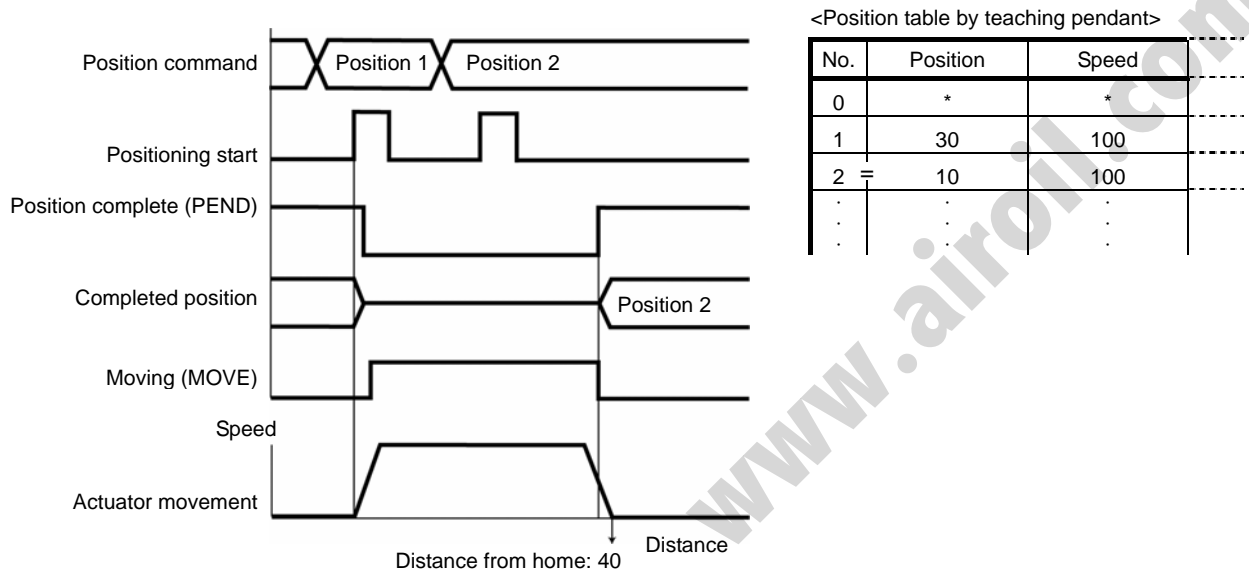 <Position table by teaching pendant>
No. Position Speed
0 * *
1 30 100
2 = 10 100
. . .
. . .
. . .
Position command Position 1 Position 2
Positioning start
Position complete (PEND)
Completed position Position 2
Moving (MOVE)
Speed
Actuator movement
Distance
Distance from home: 40
www.airoil.com